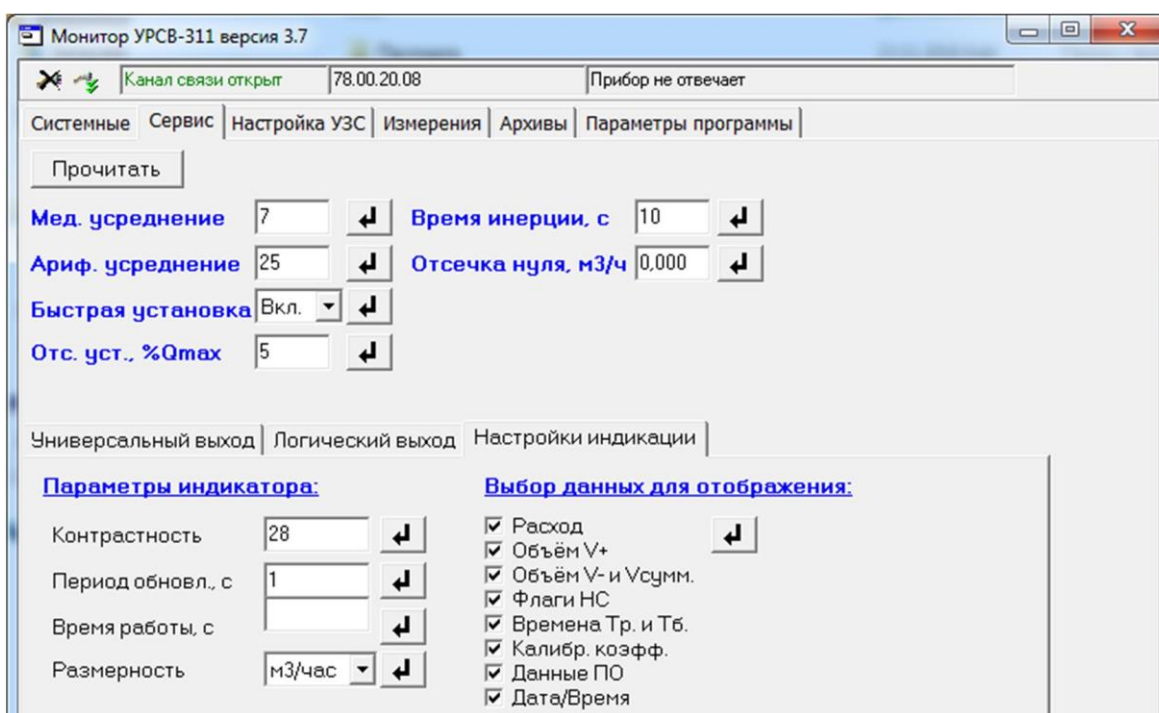 Монитор УРСВ-311 версия 3.7
Канал связи открыт 78.00.20.08 Прибор не отвечает
Системные Сервис Настройка УЗС Измерения Архивы Параметры программы
Прочитать
Мед. усреднение 7 Время инерции, с 10
Ариф. усреднение 25 Отсечка нуля, м3/ч 0,000
Быстрая установка Вкл.
Отс. уст., %Qmax 5
Универсальный выход Логический выход Настройки индикации
Параметры индикатора: Выбор данных для отображения:
Контрастность 28
Период обновл., с 1
Время работы, с
Размерность м3/час
Расход
Объём V+
Объём V- и Vсумм.
Флаги НС
Времена Тр. и Тб.
Калибр. коэфф.
Данные ПО
Дата/Время